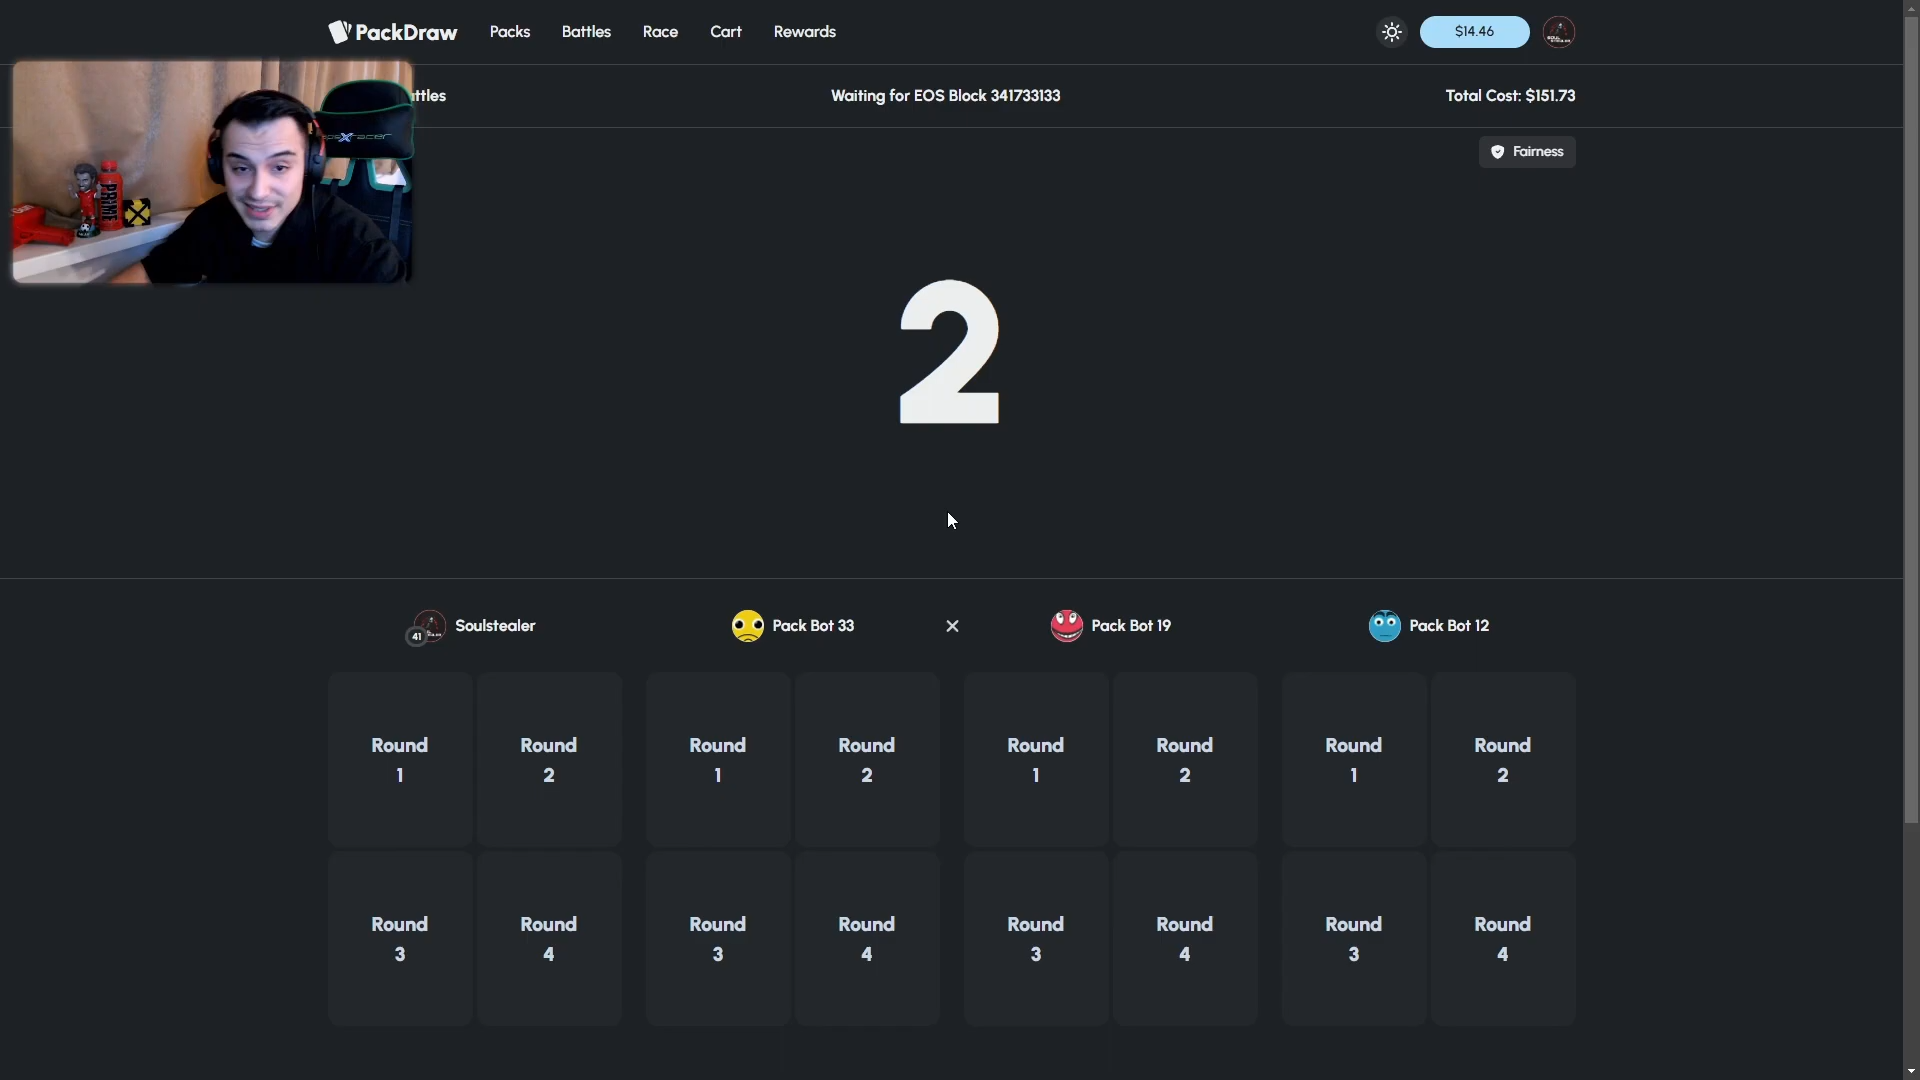 PackDraw Packs Battles Race Cart Rewards $14.46
ttles Waiting for EOS Block 341733133 Total Cost: $151.73
Fairness
PRIME
2
41 Soulstealer Pack Bot 33 Pack Bot 19 Pack Bot 12
Round Round Round Round Round Round Round Round
1 2 1 2 1 2 1 2
Round Round Round Round Round Round Round Round
3 4 3 4 3 4 3 4